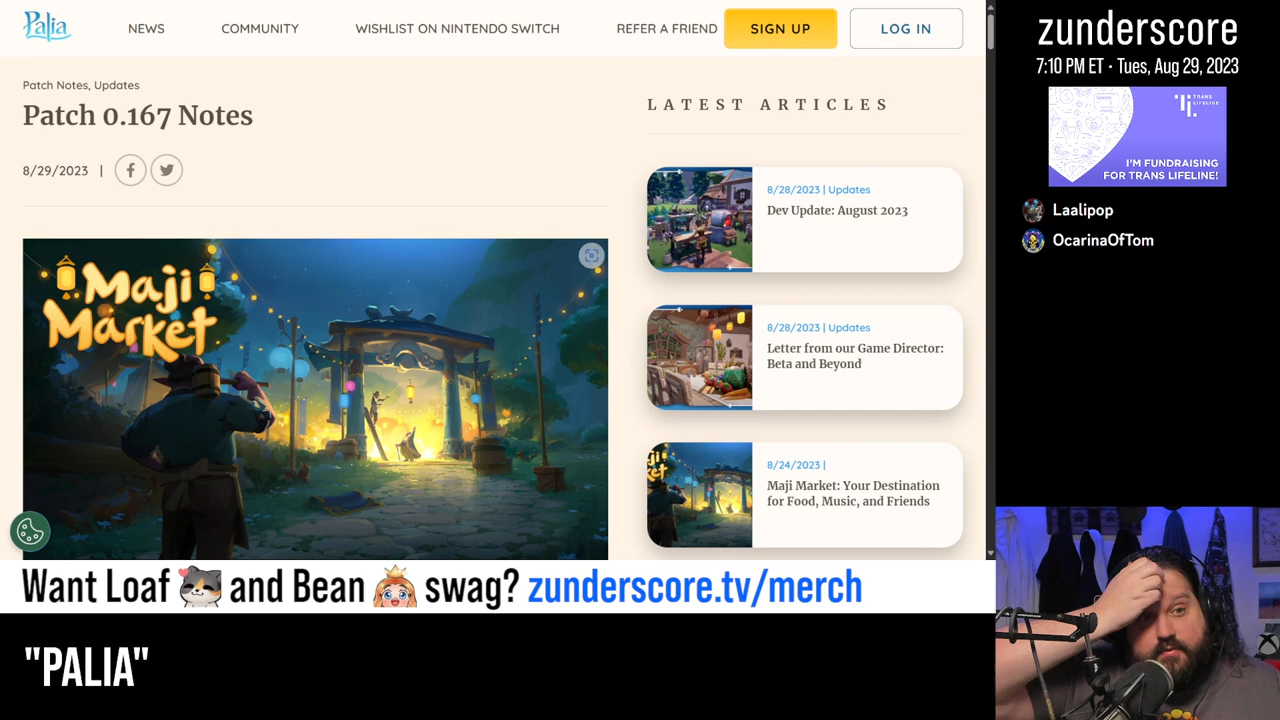 Palia
NEWS
COMMUNITY
WISHLIST ON NINTENDO SWITCH
REFER A FRIEND
SIGN UP
LOG IN
Patch Notes, Updates
Patch 0.167 Notes
8/29/2023 |
Maji
Market
LATEST ARTICLES
8/28/2023 | Updates
Dev Update: August 2023
8/28/2023 | Updates
Letter from our Game Director:
Beta and Beyond
8/24/2023 |
Maji Market: Your Destination
for Food, Music, and Friends
zunderscore
7:10 PM ET · Tues, Aug 29, 2023
TRANS
LIFELINE
I'M FUNDRAISING
FOR TRANS LIFELINE!
Laalipop
OcarinaOfTom
Want Loaf and Bean swag? zunderscore.tv/merch
"PALIA"